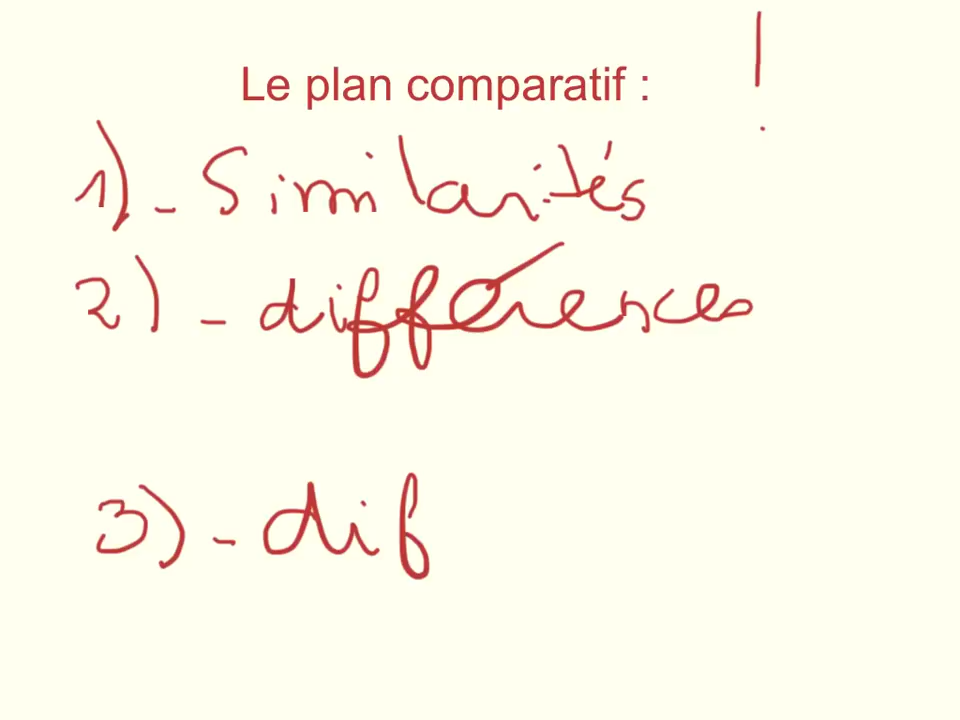 Le plan comparatif : !
1) - Similarités
2) - différences
3) - dif